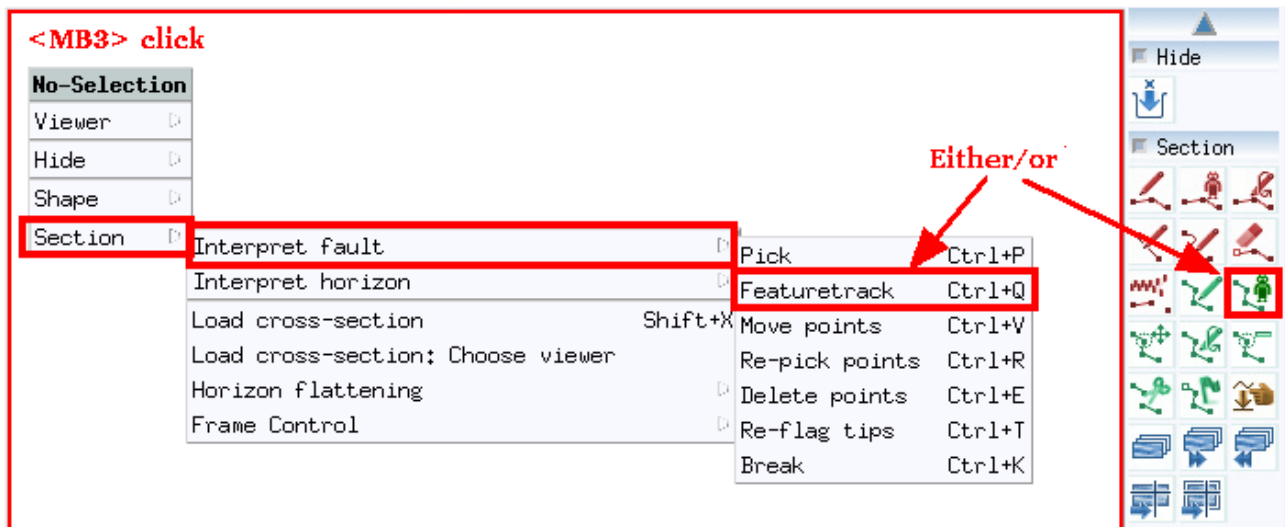 <MB3> click
No-Selection
Viewer
Hide
Shape
Section
Interpret fault
Interpret horizon
Load cross-section Shift+X
Load cross-section: Choose viewer
Horizon flattening
Frame Control
Either/or
Pick Ctrl+P
Featuretrack Ctrl+Q
Move points Ctrl+V
Re-pick points Ctrl+R
Delete points Ctrl+E
Re-flag tips Ctrl+T
Break Ctrl+K
Hide
Section